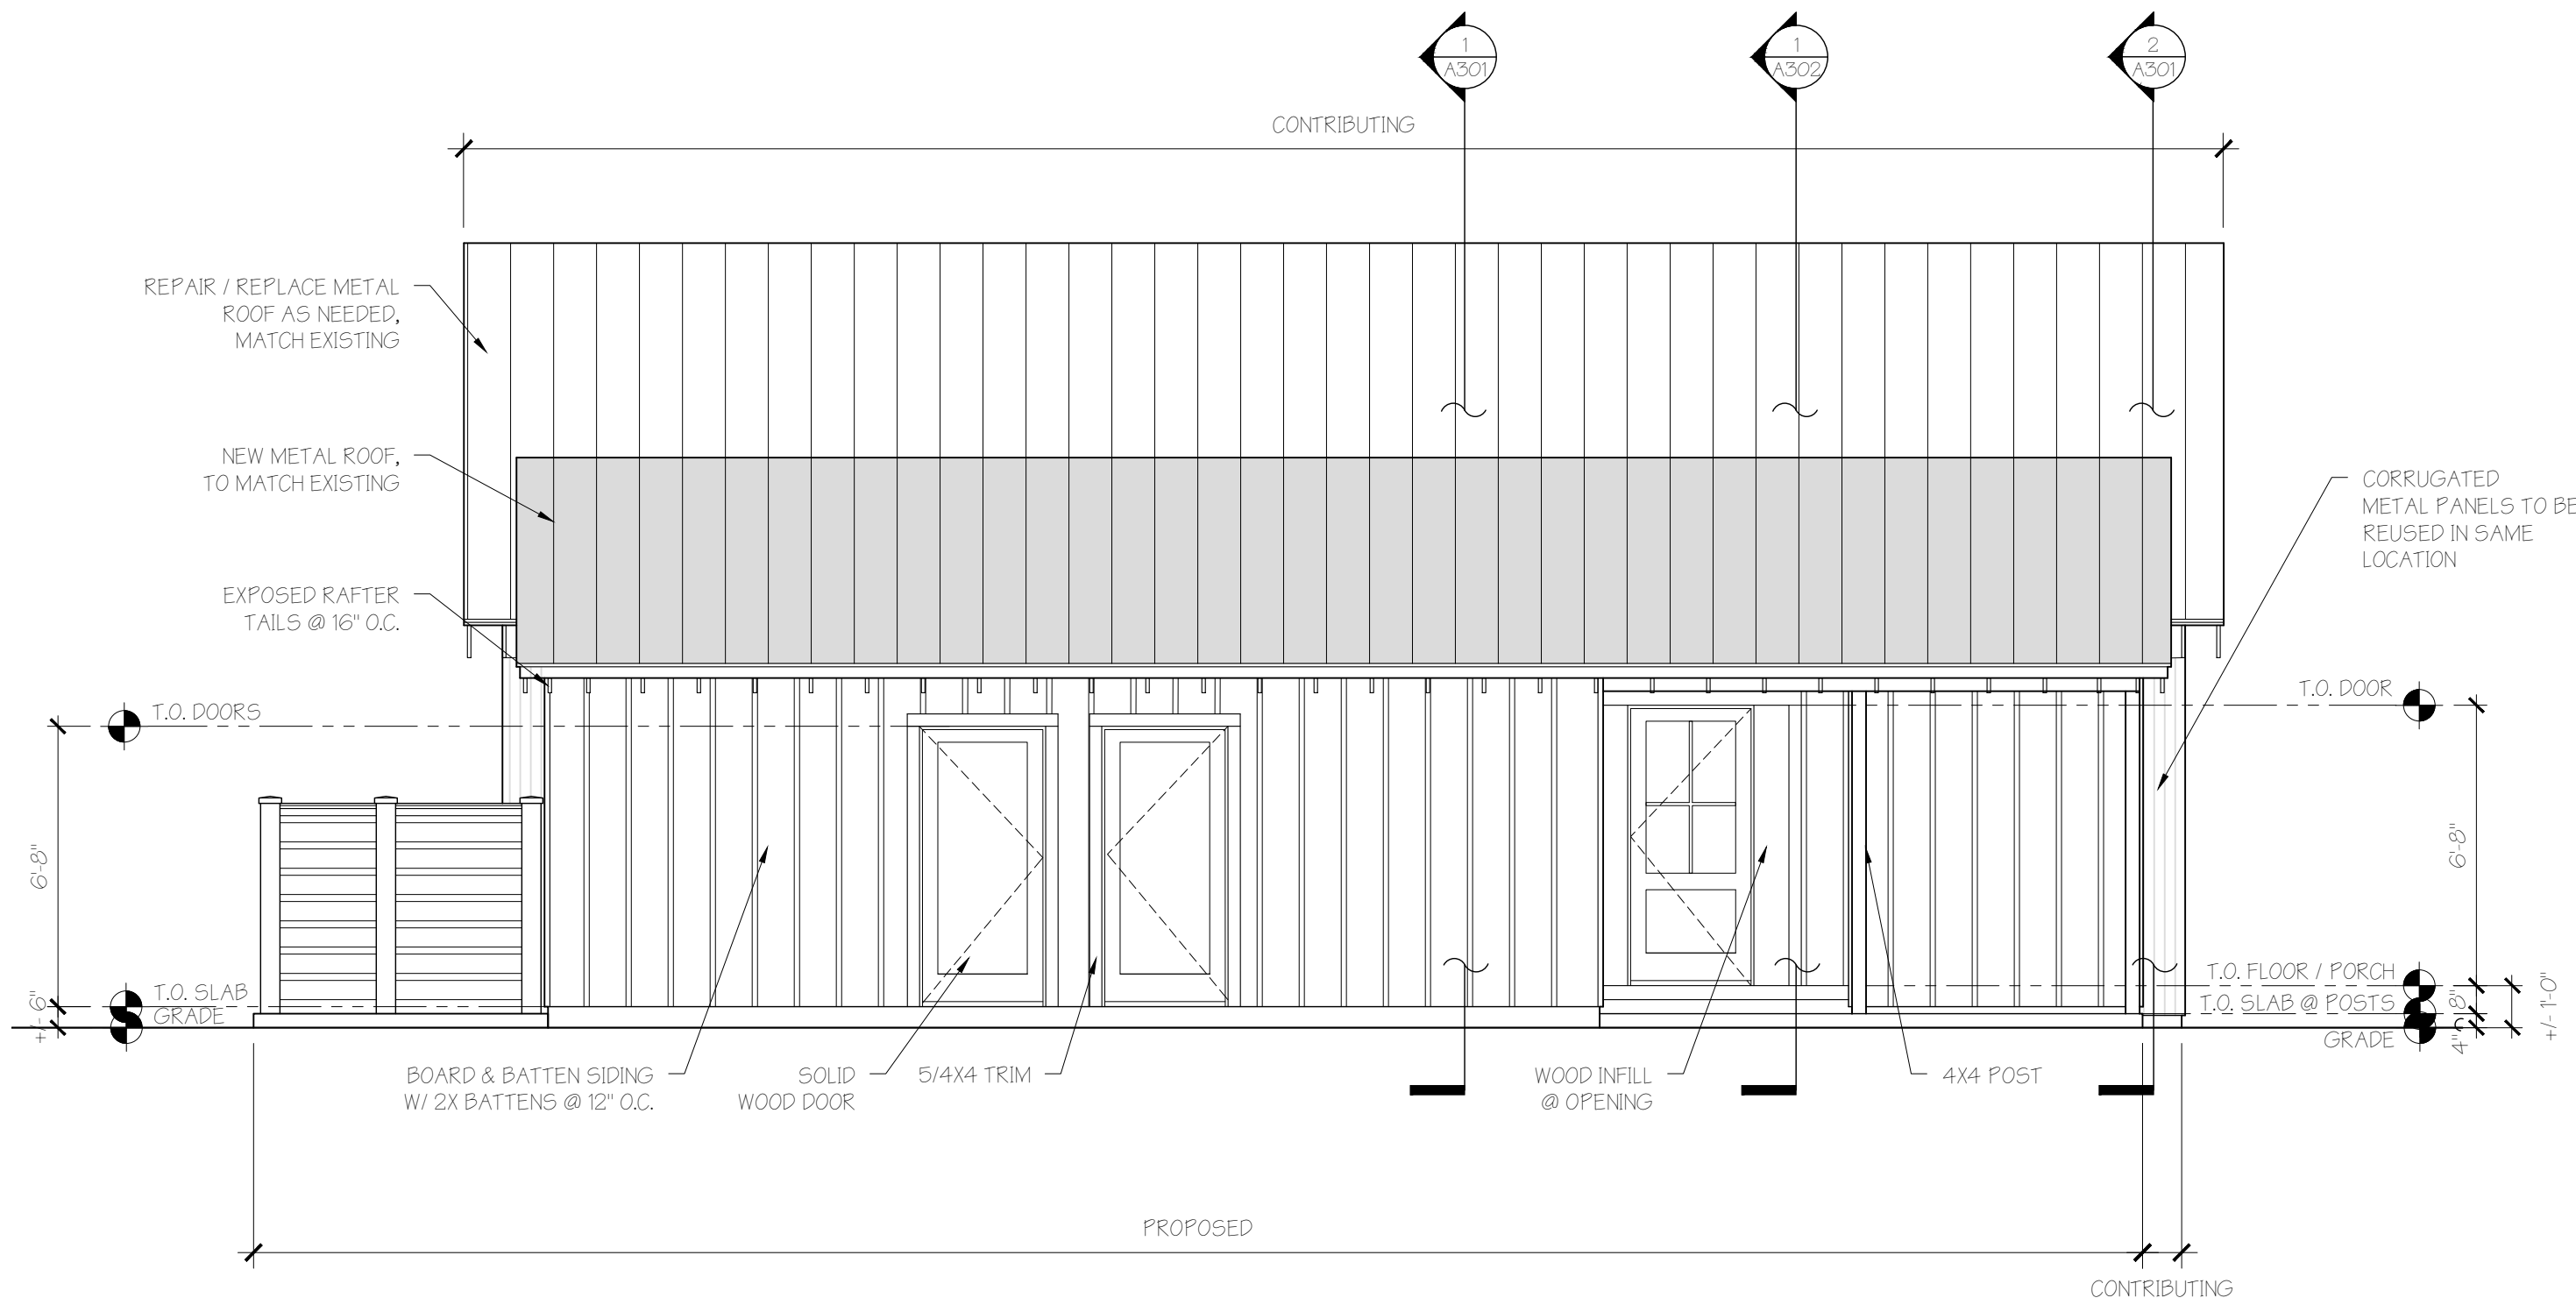 1
A301
1
A302
2
A301
CONTRIBUTING
REPAIR / REPLACE METAL
ROOF AS NEEDED,
MATCH EXISTING
NEW METAL ROOF,
TO MATCH EXISTING
EXPOSED RAFTER
TAILS @ 16" O.C.
CORRUGATED
METAL PANELS TO BE
REUSED IN SAME
LOCATION
T.O. DOORS
T.O. DOOR
6'-8"
6'-8"
T.O. SLAB
GRADE
+/- 6"
T.O. FLOOR / PORCH
T.O. SLAB @ POSTS
GRADE
8"
4"
+/- 1'-0"
BOARD & BATTEN SIDING
W/ 2X BATTENS @ 12" O.C.
SOLID
WOOD DOOR
5/4X4 TRIM
WOOD INFILL
@ OPENING
4X4 POST
PROPOSED
CONTRIBUTING